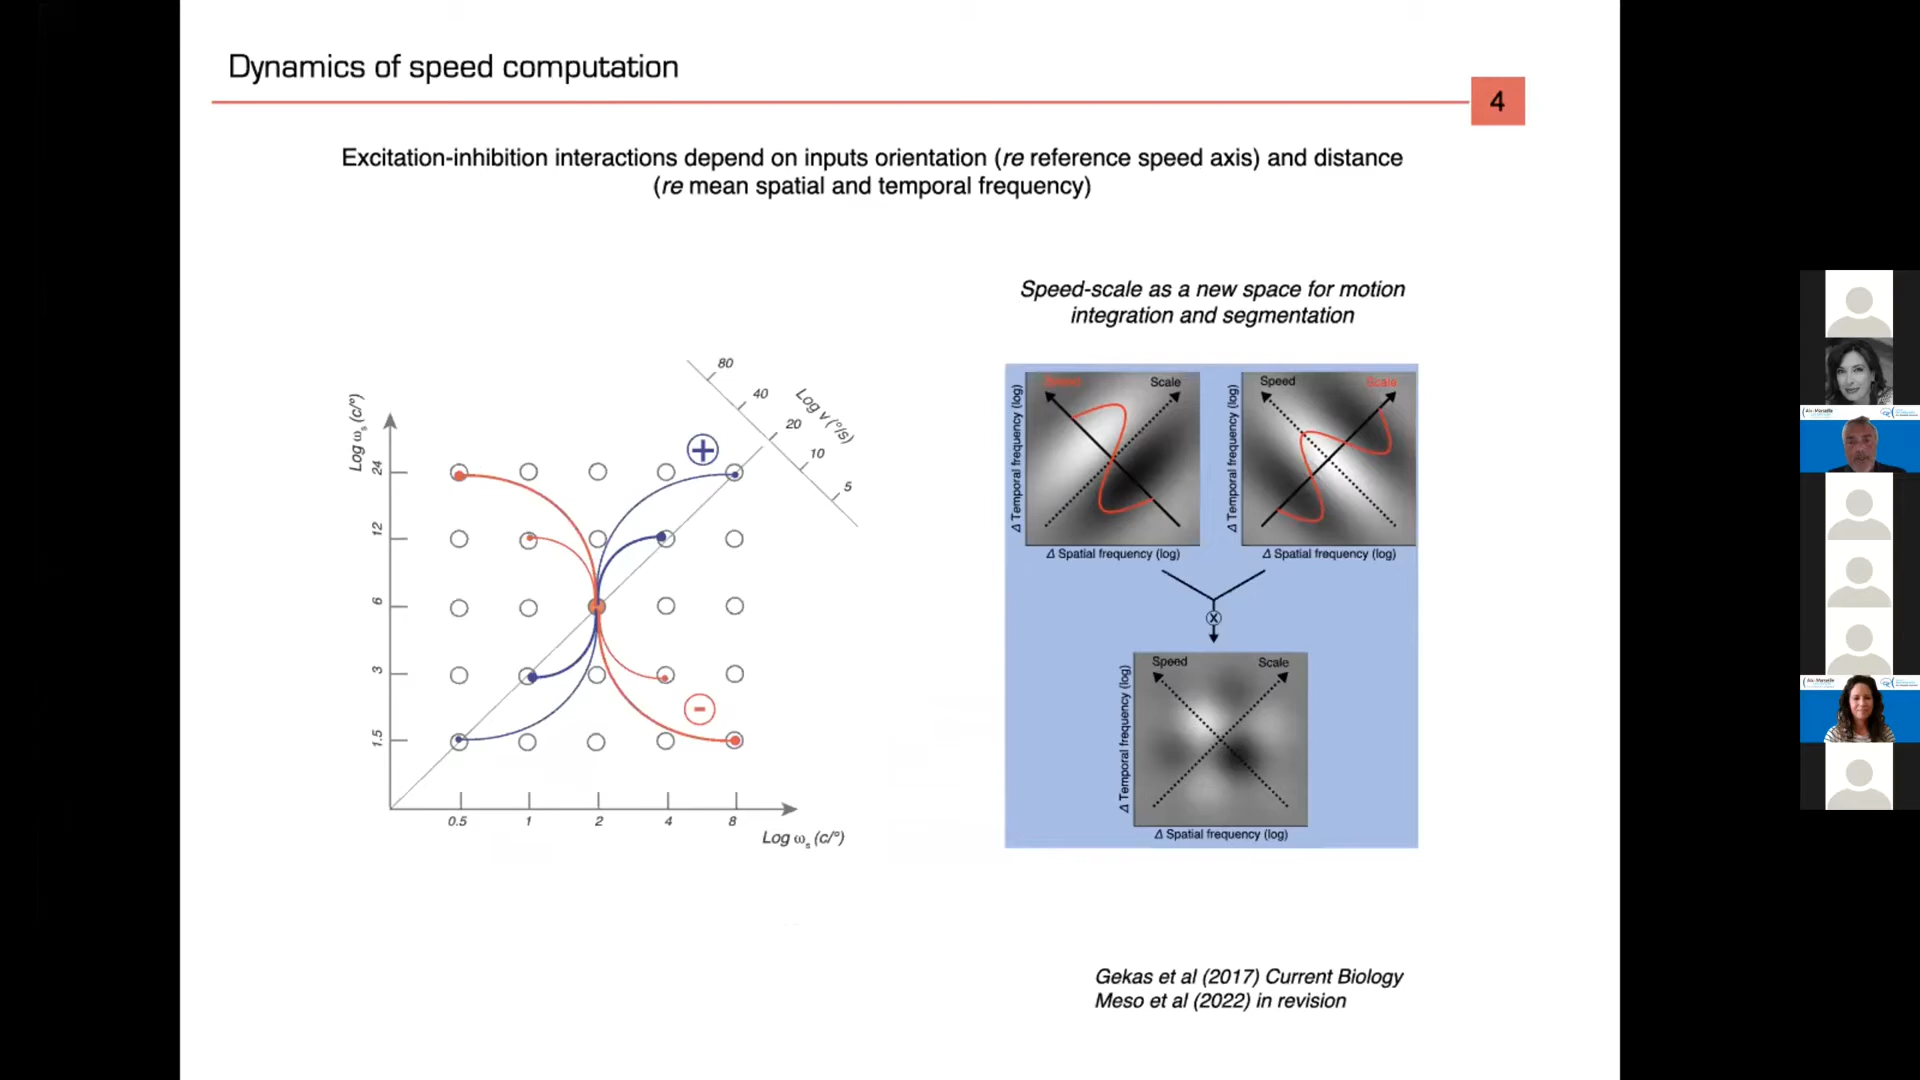 Dynamics of speed computation
4
Excitation-inhibition interactions depend on inputs orientation (re reference speed axis) and distance
(re mean spatial and temporal frequency)
Speed-scale as a new space for motion
integration and segmentation
Log ωs (c/°)
24
12
6
3
1.5
0.5
1
2
4
8
Log ωs (c/°)
80
40
20
10
5
Log v (°/s)
+
-
Speed
Scale
Δ Temporal frequency (log)
Δ Spatial frequency (log)
Speed
Scale
Δ Temporal frequency (log)
Δ Spatial frequency (log)
X
Speed
Scale
Δ Temporal frequency (log)
Δ Spatial frequency (log)
Gekas et al (2017) Current Biology
Meso et al (2022) in revision